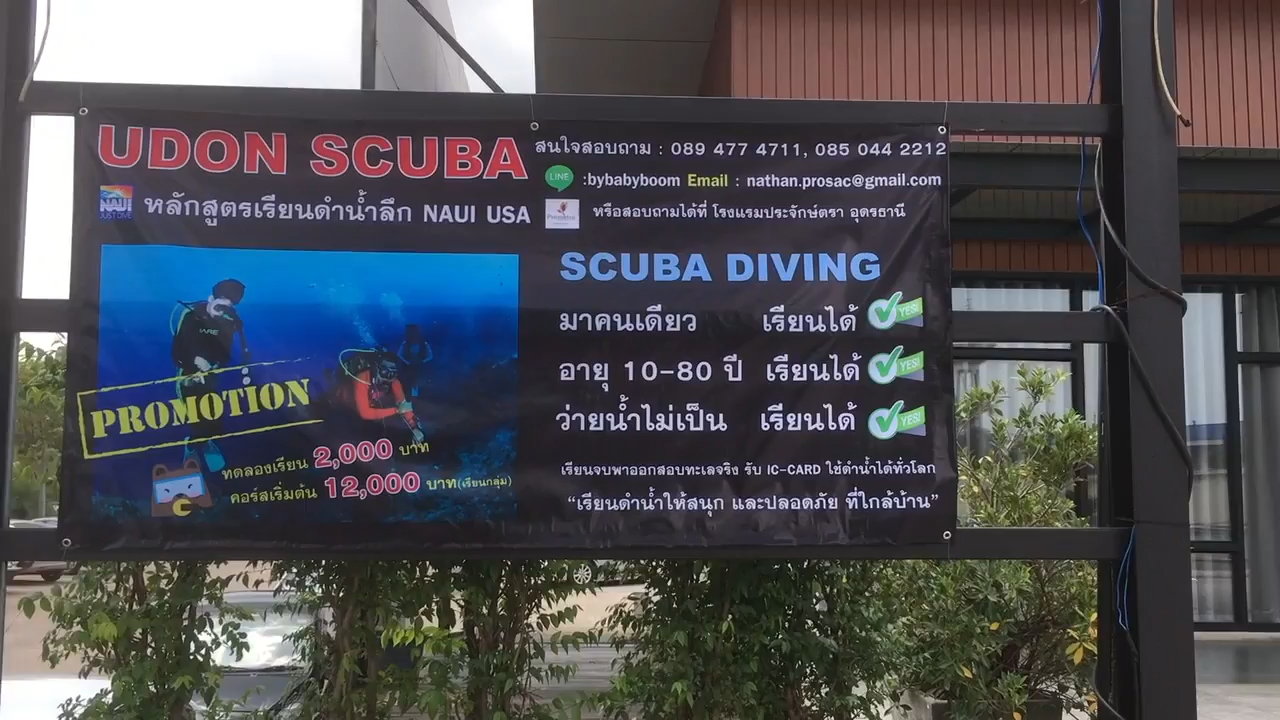 UDON SCUBA
NAUI
JUST DIVE
หลักสูตรเรียนดำน้ำลึก NAUI USA
สนใจสอบถาม : 089 477 4711, 085 044 2212
LINE :bybabyboom Email : nathan.prosac@gmail.com
หรือสอบถามได้ที่ โรงแรมประจักษ์ตรา อุดรธานี
SCUBA DIVING
มาคนเดียว เรียนได้ YES!
อายุ 10-80 ปี เรียนได้ YES!
ว่ายน้ำไม่เป็น เรียนได้ YES!
PROMOTION
ทดลองเรียน 2,000 บาท
คอร์สเริ่มต้น 12,000 บาท(เรียนกลุ่ม)
เรียนจบพาออกสอบทะเลจริง รับ IC-CARD ใช้ดำน้ำได้ทั่วโลก
“เรียนดำน้ำให้สนุก และปลอดภัย ที่ใกล้บ้าน”